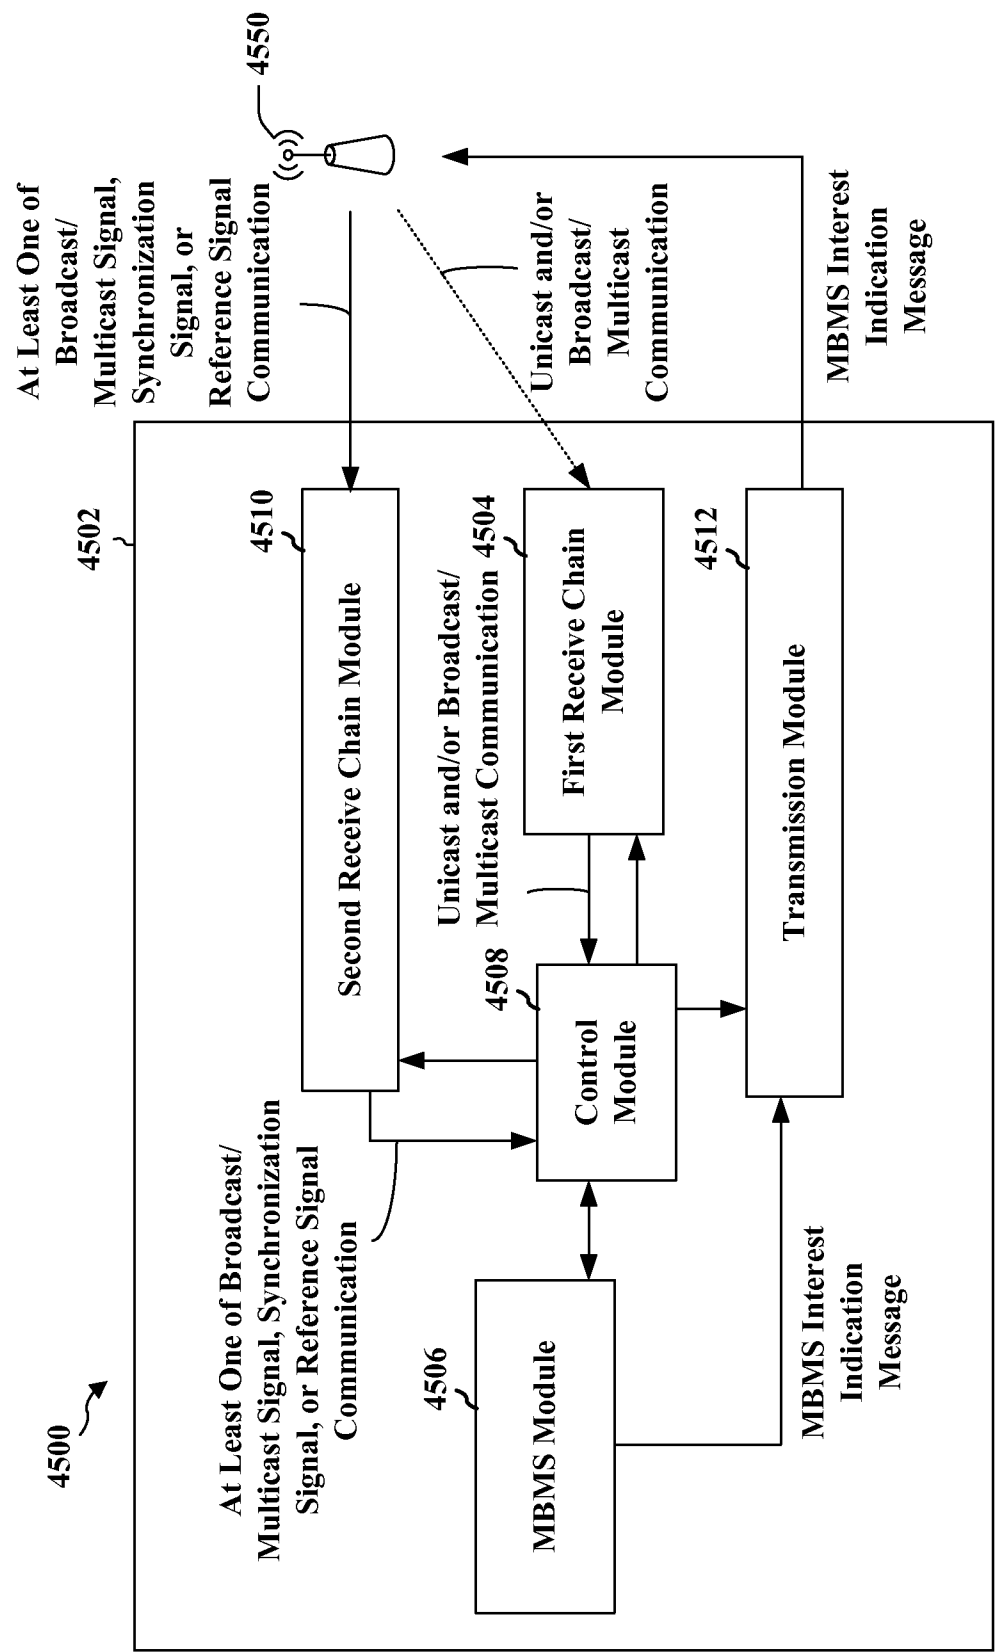 4500
4502
At Least One of
Broadcast/
Multicast Signal,
Synchronization
Signal, or
Reference Signal
Communication
4550
At Least One of Broadcast/
Multicast Signal, Synchronization
Signal, or Reference Signal
Communication
Second Receive Chain Module
4510
Unicast and/or Broadcast/
Multicast Communication
4504
First Receive Chain
Module
Unicast and/or
Broadcast/
Multicast
Communication
4506
MBMS Module
4508
Control
Module
4512
Transmission Module
MBMS Interest
Indication
Message
MBMS Interest
Indication
Message